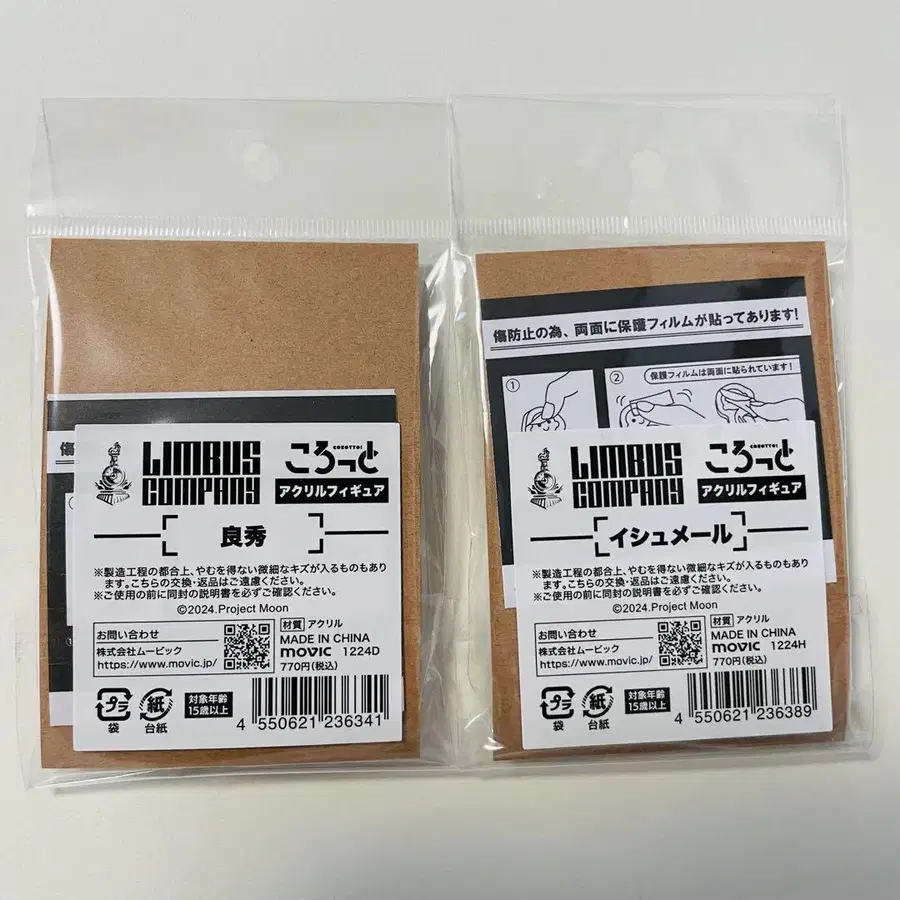 傷
LIMBUS
COMPANY
COROTTO!
ころっと
アクリルフィギュア
良秀
※製造工程の都合上、やむを得ない微細なキズが入るものもあり
ます。こちらの交換・返品はご遠慮ください。
※ご使用の前に同封の説明書を必ずご確認ください。
©2024.Project Moon
お問い合わせ
株式会社ムービック
https://www.movic.jp/
材質 アクリル
MADE IN CHINA
movic 1224D
770円(税込)
プラ
袋
紙
台紙
対象年齢
15歳以上
4 550621 236341
傷防止の為、両面に保護フィルムが貼ってあります!
①
②
保護フィルムは両面に貼られています!
LIMBUS
COMPANY
COROTTO!
ころっと
アクリルフィギュア
イシュメール
※製造工程の都合上、やむを得ない微細なキズが入るものもあり
ます。こちらの交換・返品はご遠慮ください。
※ご使用の前に同封の説明書を必ずご確認ください。
©2024.Project Moon
お問い合わせ
株式会社ムービック
https://www.movic.jp/
材質 アクリル
MADE IN CHINA
movic 1224H
770円(税込)
プラ
袋
紙
台紙
対象年齢
15歳以上
4 550621 236389